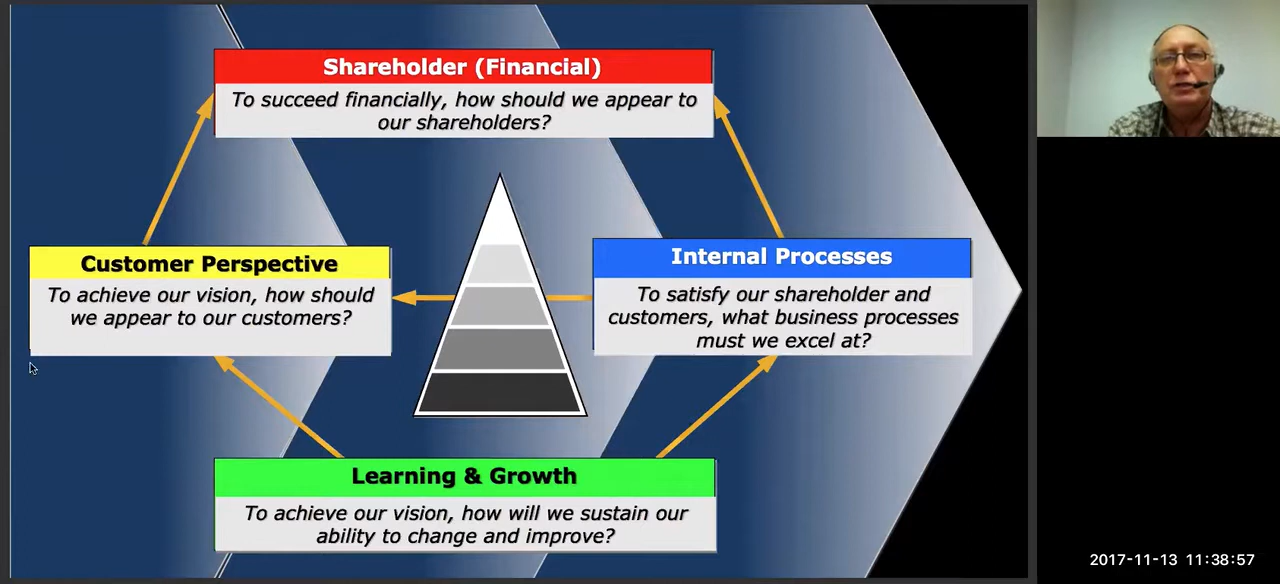 Shareholder (Financial)
To succeed financially, how should we appear to
our shareholders?
Customer Perspective
To achieve our vision, how should
we appear to our customers?
Internal Processes
To satisfy our shareholder and
customers, what business processes
must we excel at?
Learning & Growth
To achieve our vision, how will we sustain our
ability to change and improve?
2017-11-13 11:38:57